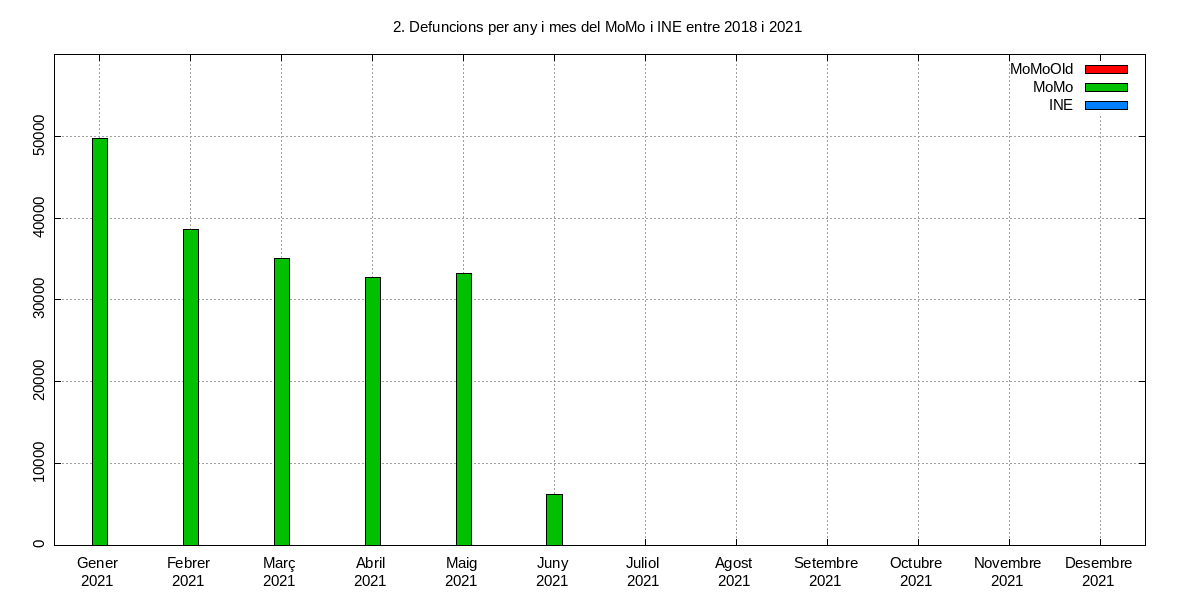 2. Defuncions per any i mes del MoMo i INE entre 2018 i 2021
MoMoOld
MoMo
INE
50000
40000
30000
20000
10000
0
Gener Febrer Març Abril Maig Juny Juliol Agost Setembre Octubre Novembre Desembre
2021 2021 2021 2021 2021 2021 2021 2021 2021 2021 2021 2021